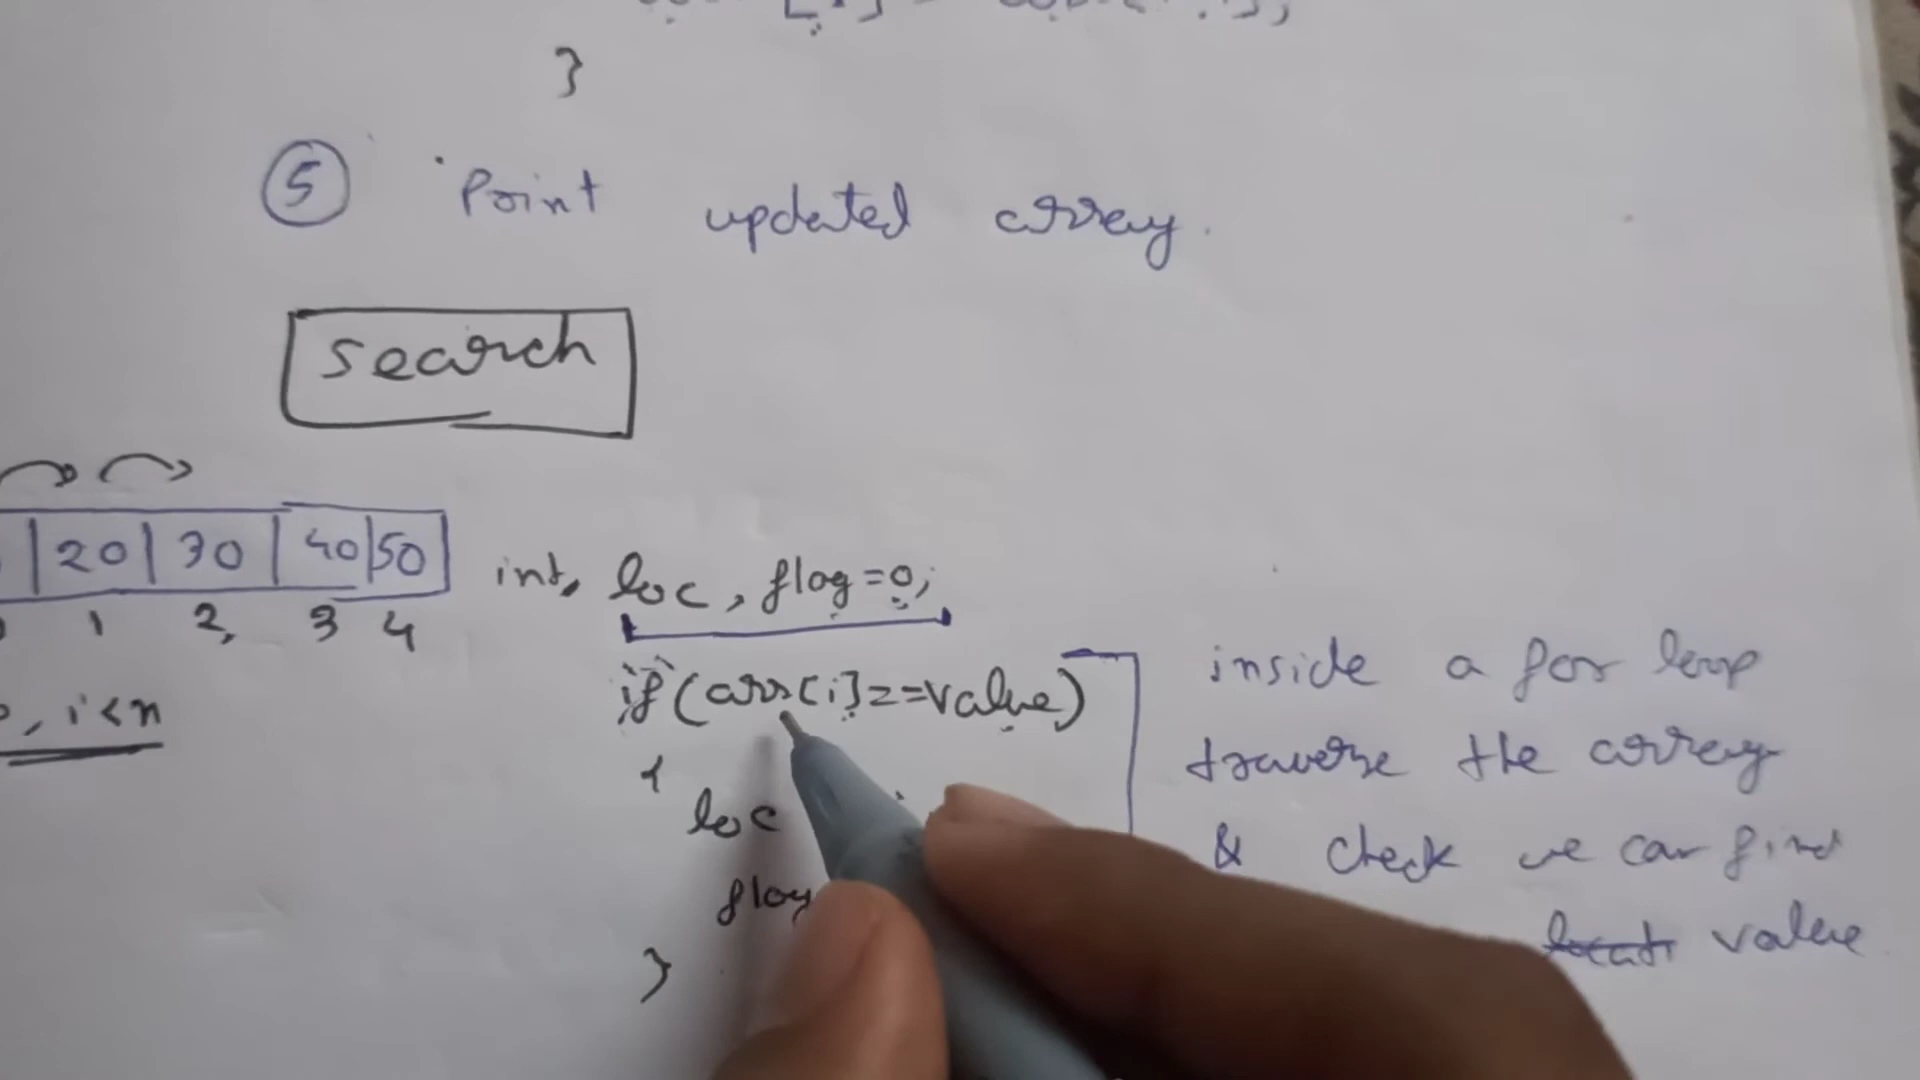 }
5 Print updated array.
search
20 30 40 50
1 2, 3 4
, i<n
int, loc, flag=0;
if(arr[i]==value)
{
loc
flag
}
inside a for loop
traverse the array
& check we can find
value